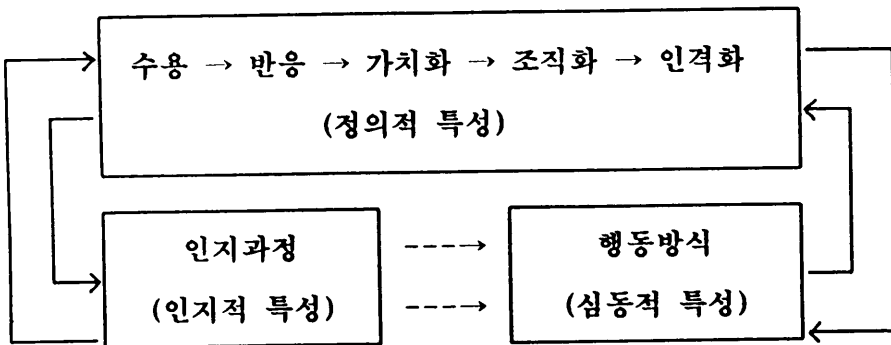 수용 → 반응 → 가치화 → 조직화 → 인격화
(정의적 특성)
인지과정
(인지적 특성)
행동방식
(심동적 특성)